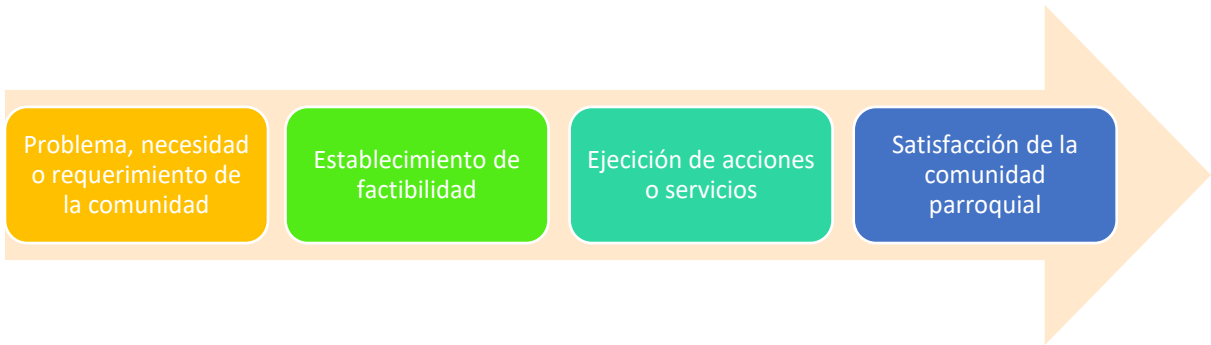 Problema, necesidad
o requerimiento de
la comunidad
Establecimiento de
factibilidad
Ejecición de acciones
o servicios
Satisfacción de la
comunidad
parroquial